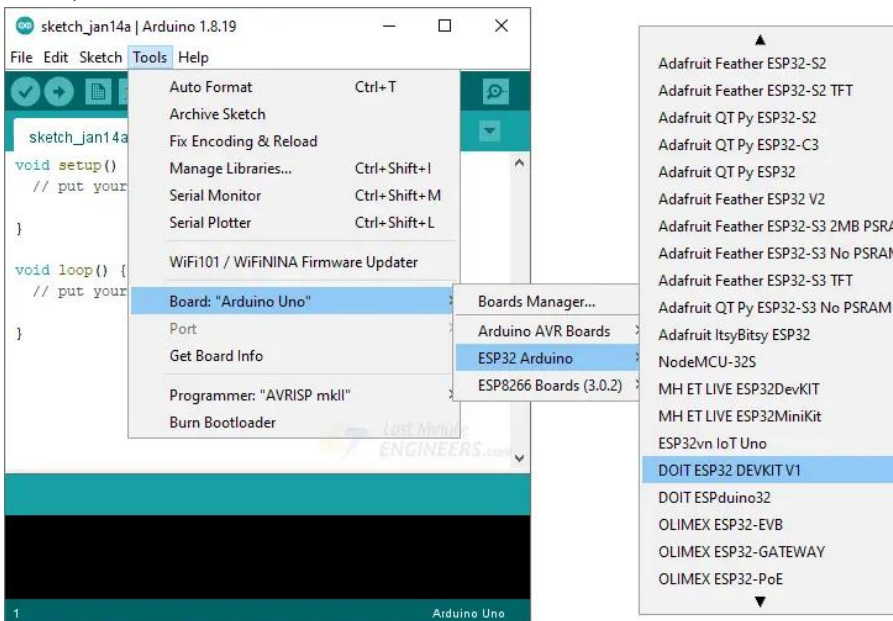 sketch_jan14a | Arduino 1.8.19
File Edit Sketch Tools Help
sketch_jan14a
void setup()
// put your
}
void loop() {
// put your
}
Auto Format Ctrl+T
Archive Sketch
Fix Encoding & Reload
Manage Libraries... Ctrl+Shift+I
Serial Monitor Ctrl+Shift+M
Serial Plotter Ctrl+Shift+L
WiFi101 / WiFiNINA Firmware Updater
Board: "Arduino Uno"
Port
Get Board Info
Programmer: "AVRISP mkII"
Burn Bootloader
Boards Manager...
Arduino AVR Boards
ESP32 Arduino
ESP8266 Boards (3.0.2)
Adafruit Feather ESP32-S2
Adafruit Feather ESP32-S2 TFT
Adafruit QT Py ESP32-S2
Adafruit QT Py ESP32-C3
Adafruit QT Py ESP32
Adafruit Feather ESP32 V2
Adafruit Feather ESP32-S3 2MB PSRA
Adafruit Feather ESP32-S3 No PSRAM
Adafruit Feather ESP32-S3 TFT
Adafruit QT Py ESP32-S3 No PSRAM
Adafruit ItsyBitsy ESP32
NodeMCU-32S
MH ET LIVE ESP32DevKIT
MH ET LIVE ESP32MiniKit
ESP32vn IoT Uno
DOIT ESP32 DEVKIT V1
DOIT ESPduino32
OLIMEX ESP32-EVB
OLIMEX ESP32-GATEWAY
OLIMEX ESP32-PoE
Last Minute
ENGINEERS.com
1 Arduino Uno